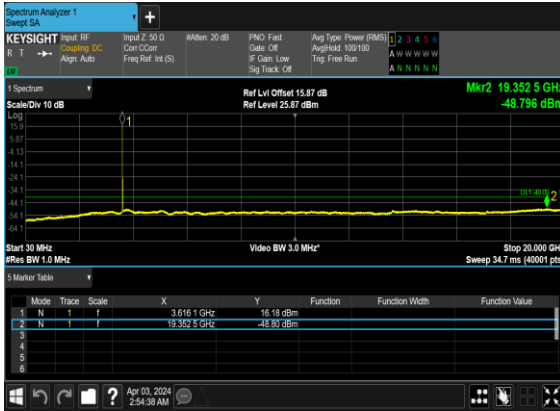 Spectrum Analyzer 1
Swept SA
+
KEYSIGHT Input: RF Input Z: 50 Ω #Atten: 20 dB PNO: Fast Avg Type: Power (RMS) 1 2 3 4 5 6
R T Coupling: DC Corr CCorr Gate: Off Avg|Hold: 100/100 A W W W W W
Align: Auto Freq Ref: Int (S) IF Gain: Low Trig: Free Run
Sig Track: Off A N N N N N
1 Spectrum Ref Lvl Offset 15.87 dB Mkr2 19.352 5 GHz
Scale/Div 10 dB Ref Level 25.87 dBm -48.796 dBm
Log
15.9 1
5.87
-4.13
-14.1
-24.1
-34.1
-44.1 2
-54.1
-64.1
Start 30 MHz Video BW 3.0 MHz* Stop 20.000 GH
#Res BW 1.0 MHz Sweep 34.7 ms (40001 pts
5 Marker Table
Mode Trace Scale X Y Function Function Width Function Value
1 N 1 f 3.616 1 GHz 16.18 dBm
2 N 1 f 19.352 5 GHz -48.80 dBm
3
4
5
6
? Apr 03, 2024
2:54:38 AM